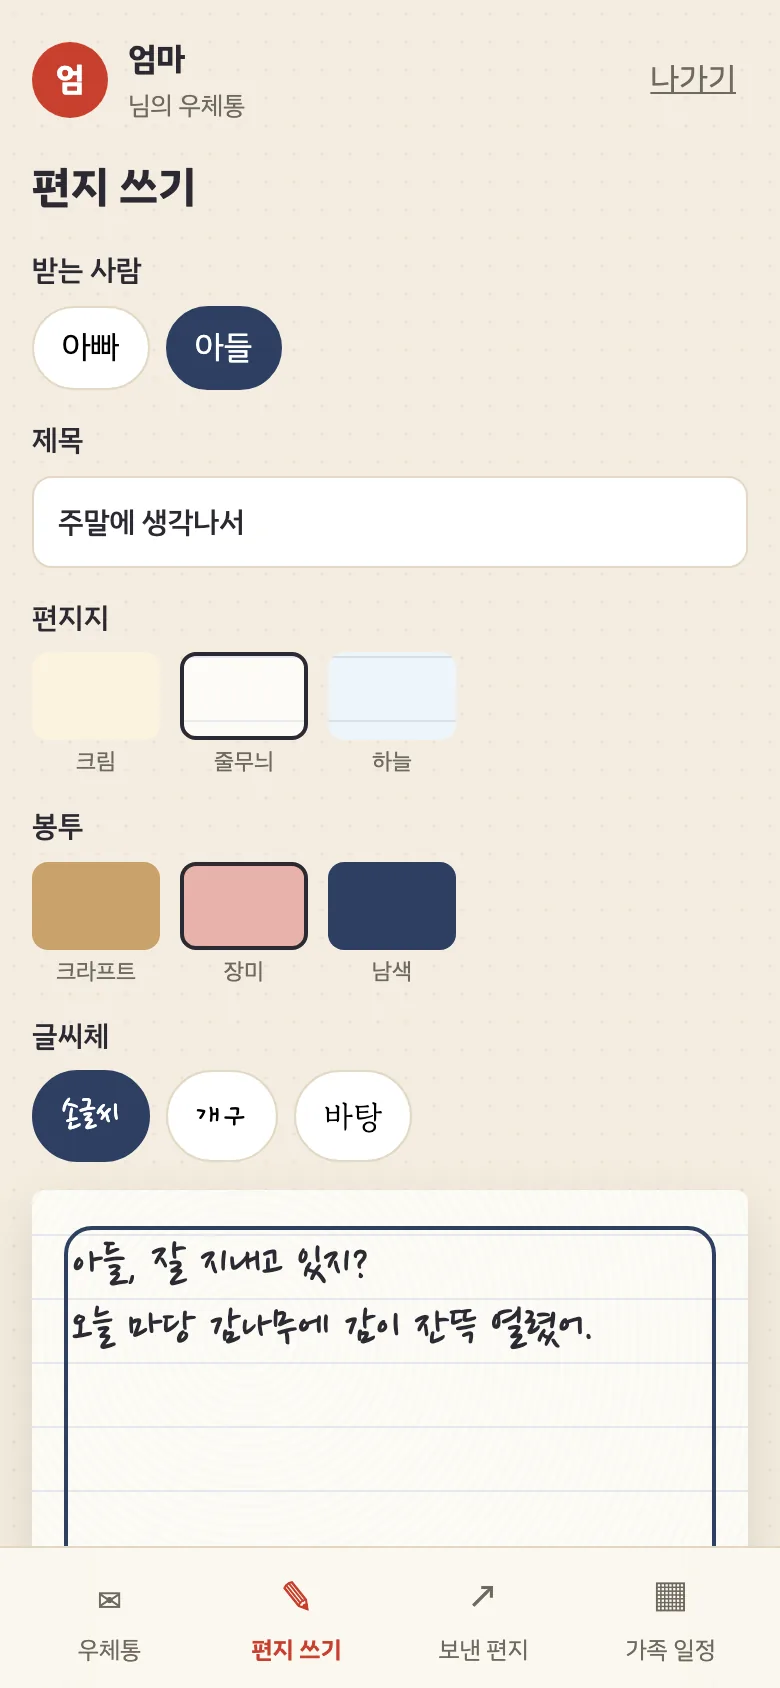 엄
엄마
님의 우체통
나가기
편지 쓰기
받는 사람
아빠
아들
제목
주말에 생각나서
편지지
크림
줄무늬
하늘
봉투
크라프트
장미
남색
글씨체
손글씨
개구
바탕
아들, 잘 지내고 있지?
오늘 마당 감나무에 감이 잔뜩 열렸어.
우체통
편지 쓰기
보낸 편지
가족 일정